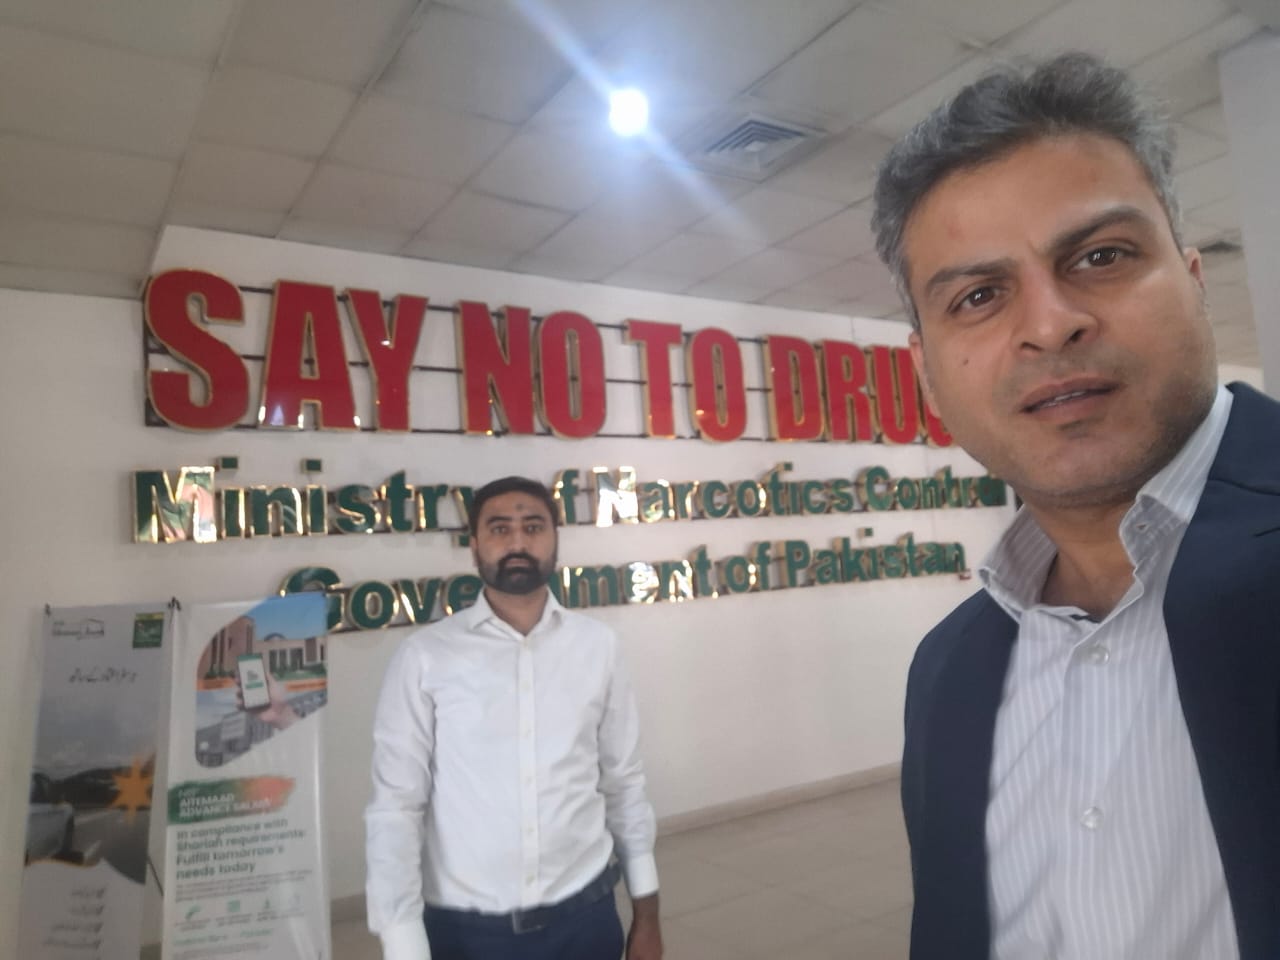 SAY NO TO DRU
Ministry of Narcotics Control
Government of Pakistan
AITEMAAD
ADVANCE SALARY
In compliance with
Shariah requirements
Fulfill tomorrow's
needs today